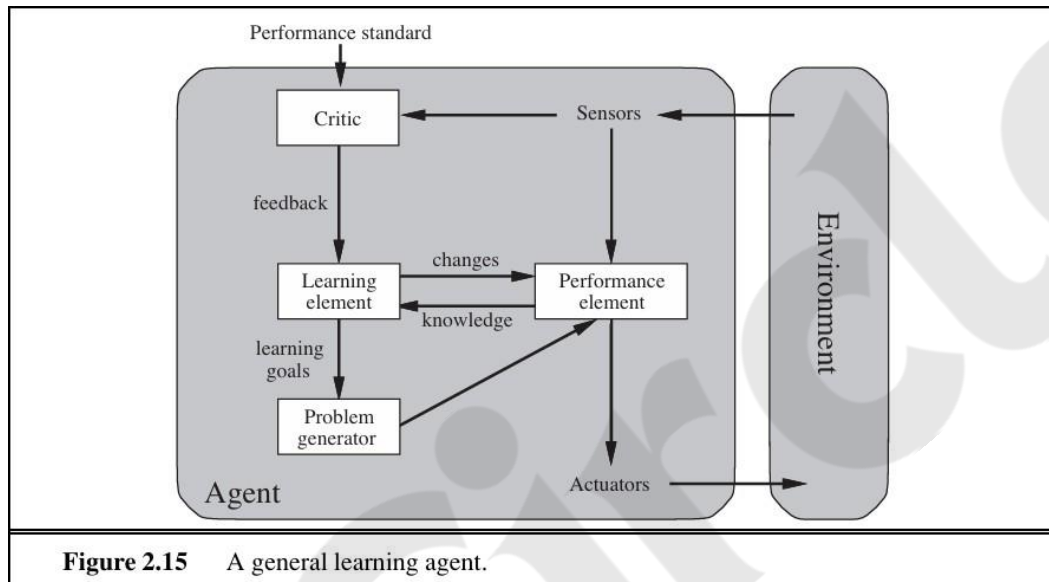 Performance standard
Critic
Sensors
feedback
changes
Learning
element
Performance
element
knowledge
learning
goals
Problem
generator
Agent
Actuators
Environment
Figure 2.15 A general learning agent.